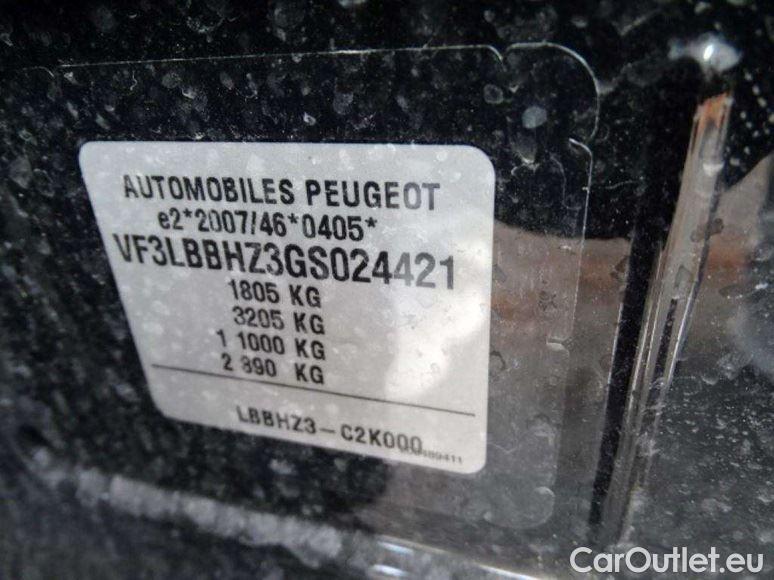 AUTOMOBILES PEUGEOT
e2*2007/46*0405*
VF3LBBHZ3GS024421
1805 KG
3205 KG
1 1000 KG
2 890 KG
LBBHZ3-C2K000
CarOutlet.eu